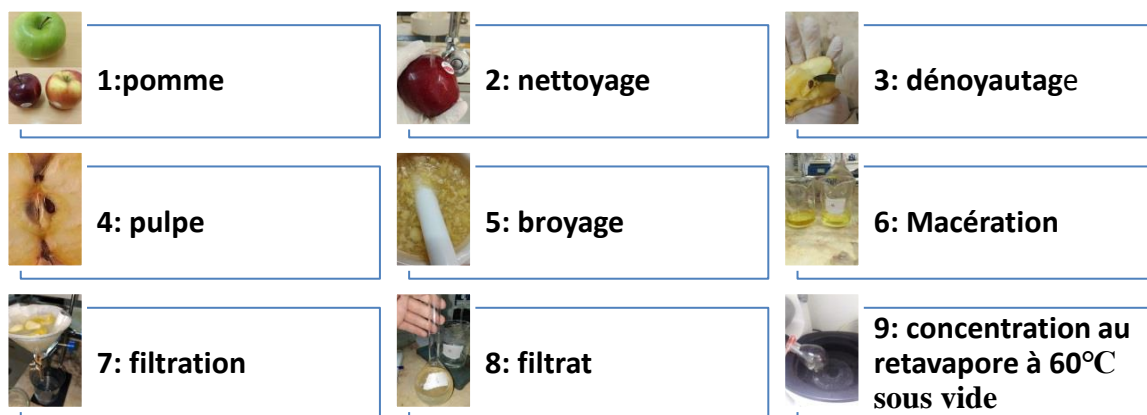 1:pomme
2: nettoyage
3: dénoyautage
4: pulpe
5: broyage
6: Macération
7: filtration
8: filtrat
9: concentration au
retavapore à 60°C
sous vide